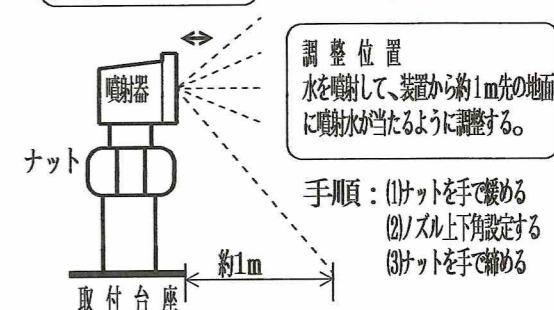 噴射器
ナット
取付台座
約1m
調整位置
水を噴射して、装置から約1m先の地面
に噴射水が当たるように調整する。
手順：(1)ナットを手で緩める
(2)ノズル上下角設定する
(3)ナットを手で締める